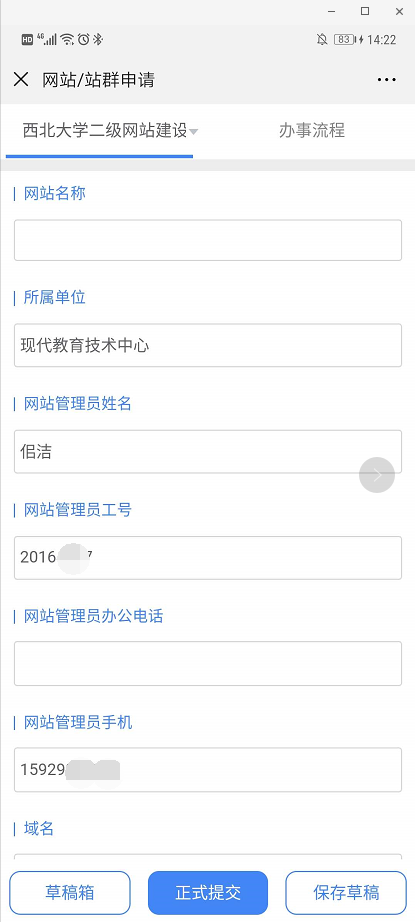 HD 4G 83 14:22
网站/站群申请
西北大学二级网站建设 办事流程
网站名称
所属单位
现代教育技术中心
网站管理员姓名
佀洁
网站管理员工号
2016 7
网站管理员办公电话
网站管理员手机
15929
域名
草稿箱 正式提交 保存草稿